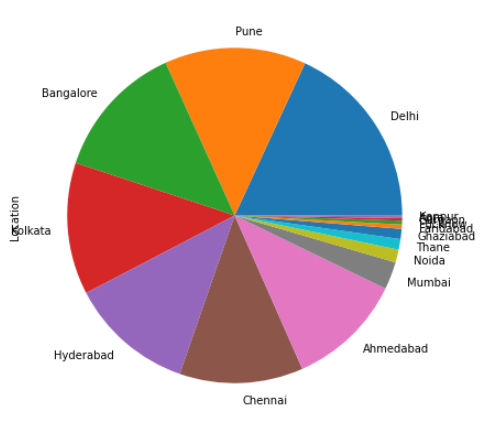 Pune
Delhi
Bangalore
Location
Kolkata
Hyderabad
Chennai
Ahmedabad
Mumbai
Noida
Thane
Ghaziabad
Faridabad
Kanpur